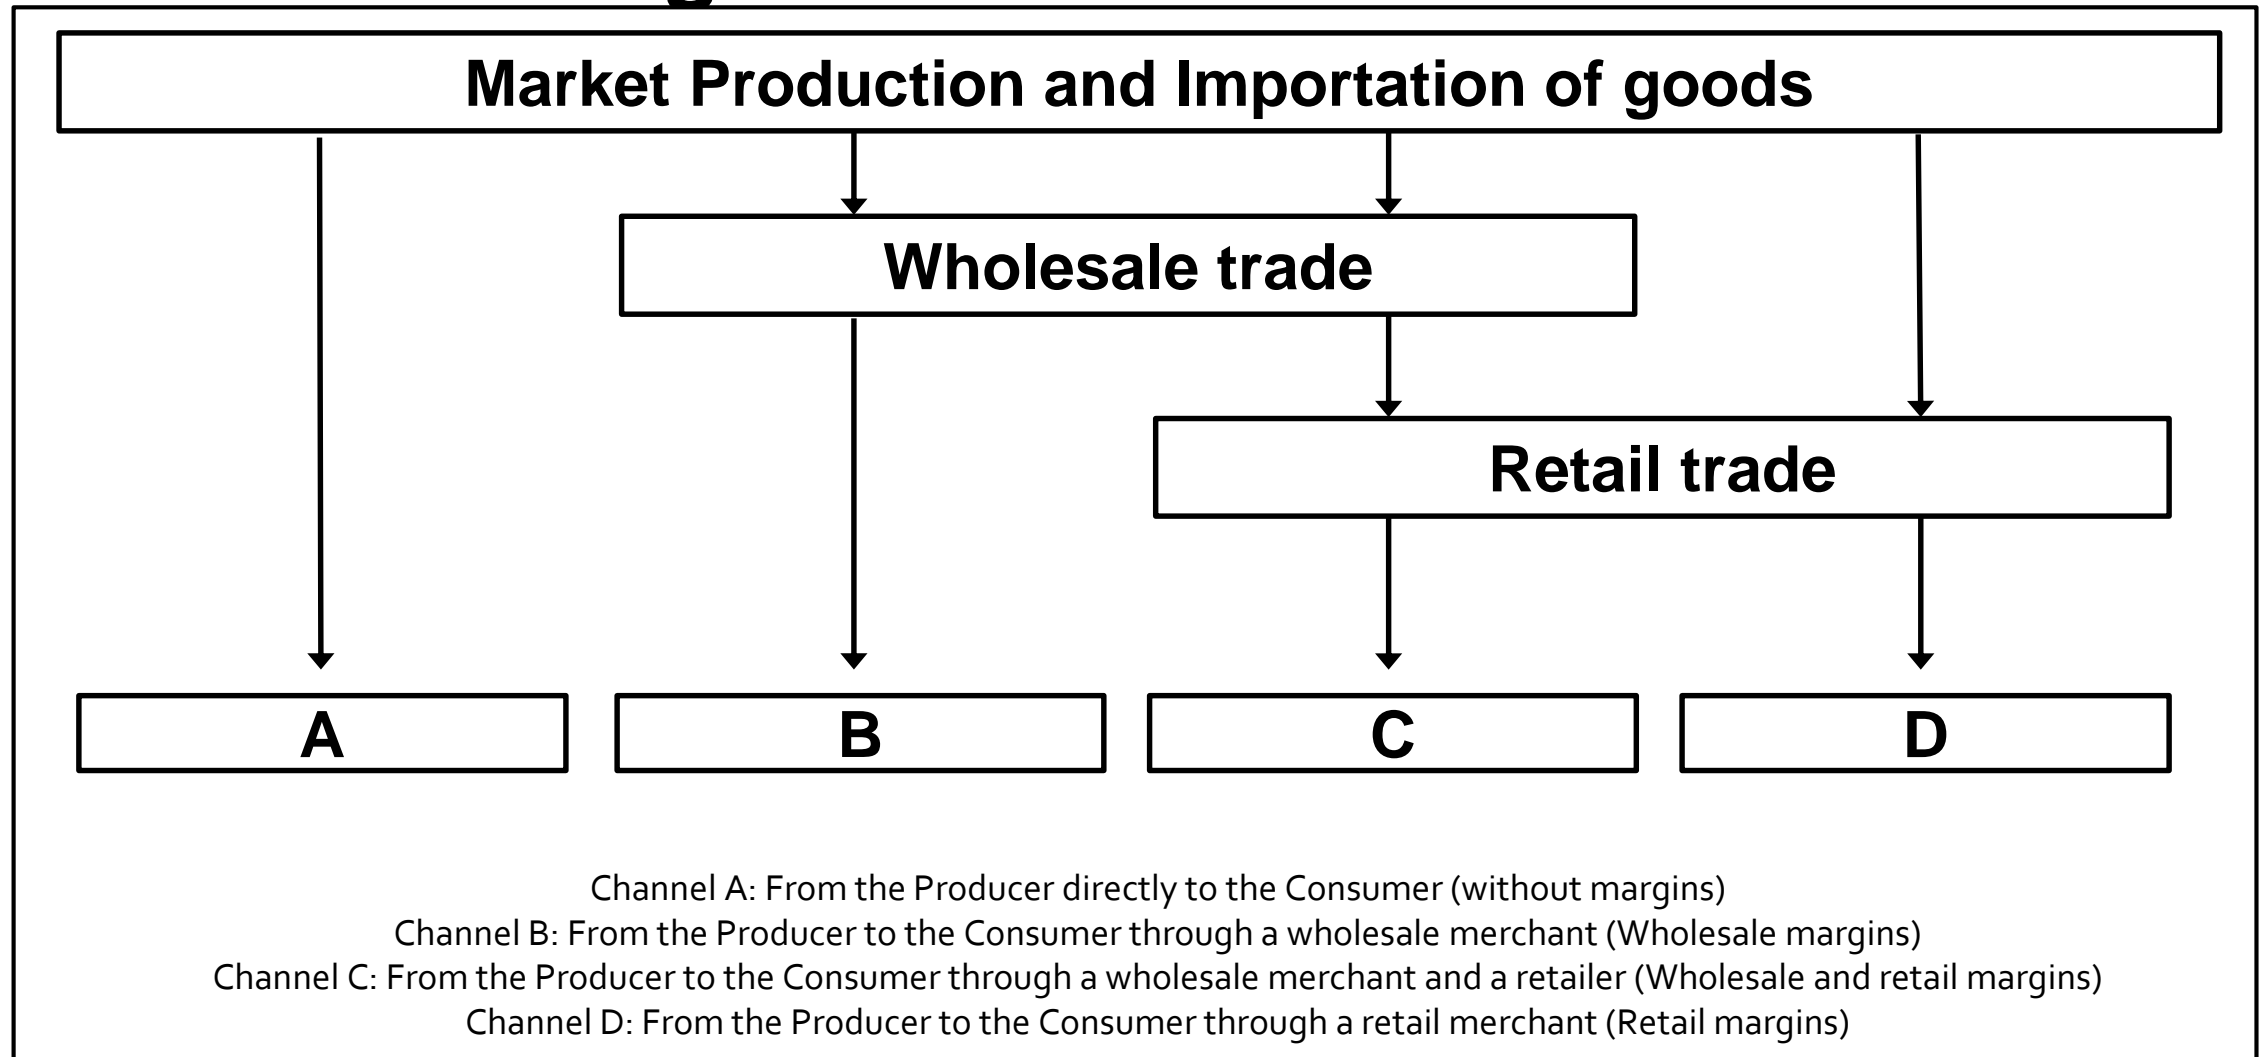 Market Production and Importation of goods
Wholesale trade
Retail trade
A
B
C
D
Channel A: From the Producer directly to the Consumer (without margins)
Channel B: From the Producer to the Consumer through a wholesale merchant (Wholesale margins)
Channel C: From the Producer to the Consumer through a wholesale merchant and a retailer (Wholesale and retail margins)
Channel D: From the Producer to the Consumer through a retail merchant (Retail margins)